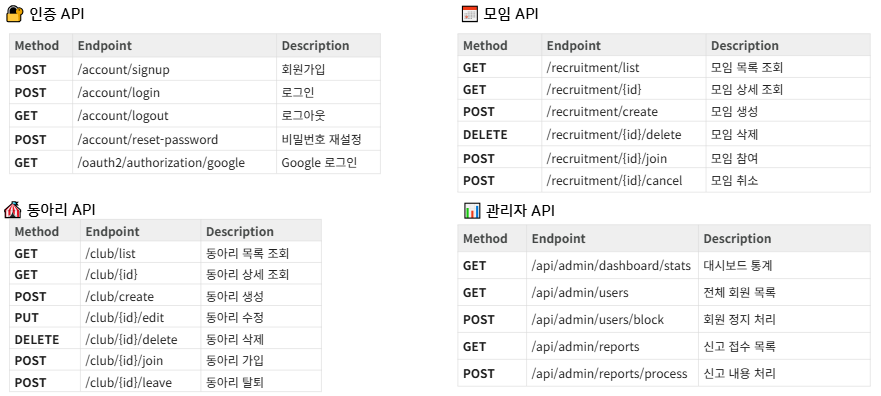 인증 API
Method Endpoint Description
POST /account/signup 회원가입
POST /account/login 로그인
GET /account/logout 로그아웃
POST /account/reset-password 비밀번호 재설정
GET /oauth2/authorization/google Google 로그인
모임 API
Method Endpoint Description
GET /recruitment/list 모임 목록 조회
GET /recruitment/{id} 모임 상세 조회
POST /recruitment/create 모임 생성
DELETE /recruitment/{id}/delete 모임 삭제
POST /recruitment/{id}/join 모임 참여
POST /recruitment/{id}/cancel 모임 취소
동아리 API
Method Endpoint Description
GET /club/list 동아리 목록 조회
GET /club/{id} 동아리 상세 조회
POST /club/create 동아리 생성
PUT /club/{id}/edit 동아리 수정
DELETE /club/{id}/delete 동아리 삭제
POST /club/{id}/join 동아리 가입
POST /club/{id}/leave 동아리 탈퇴
관리자 API
Method Endpoint Description
GET /api/admin/dashboard/stats 대시보드 통계
GET /api/admin/users 전체 회원 목록
POST /api/admin/users/block 회원 정지 처리
GET /api/admin/reports 신고 접수 목록
POST /api/admin/reports/process 신고 내용 처리